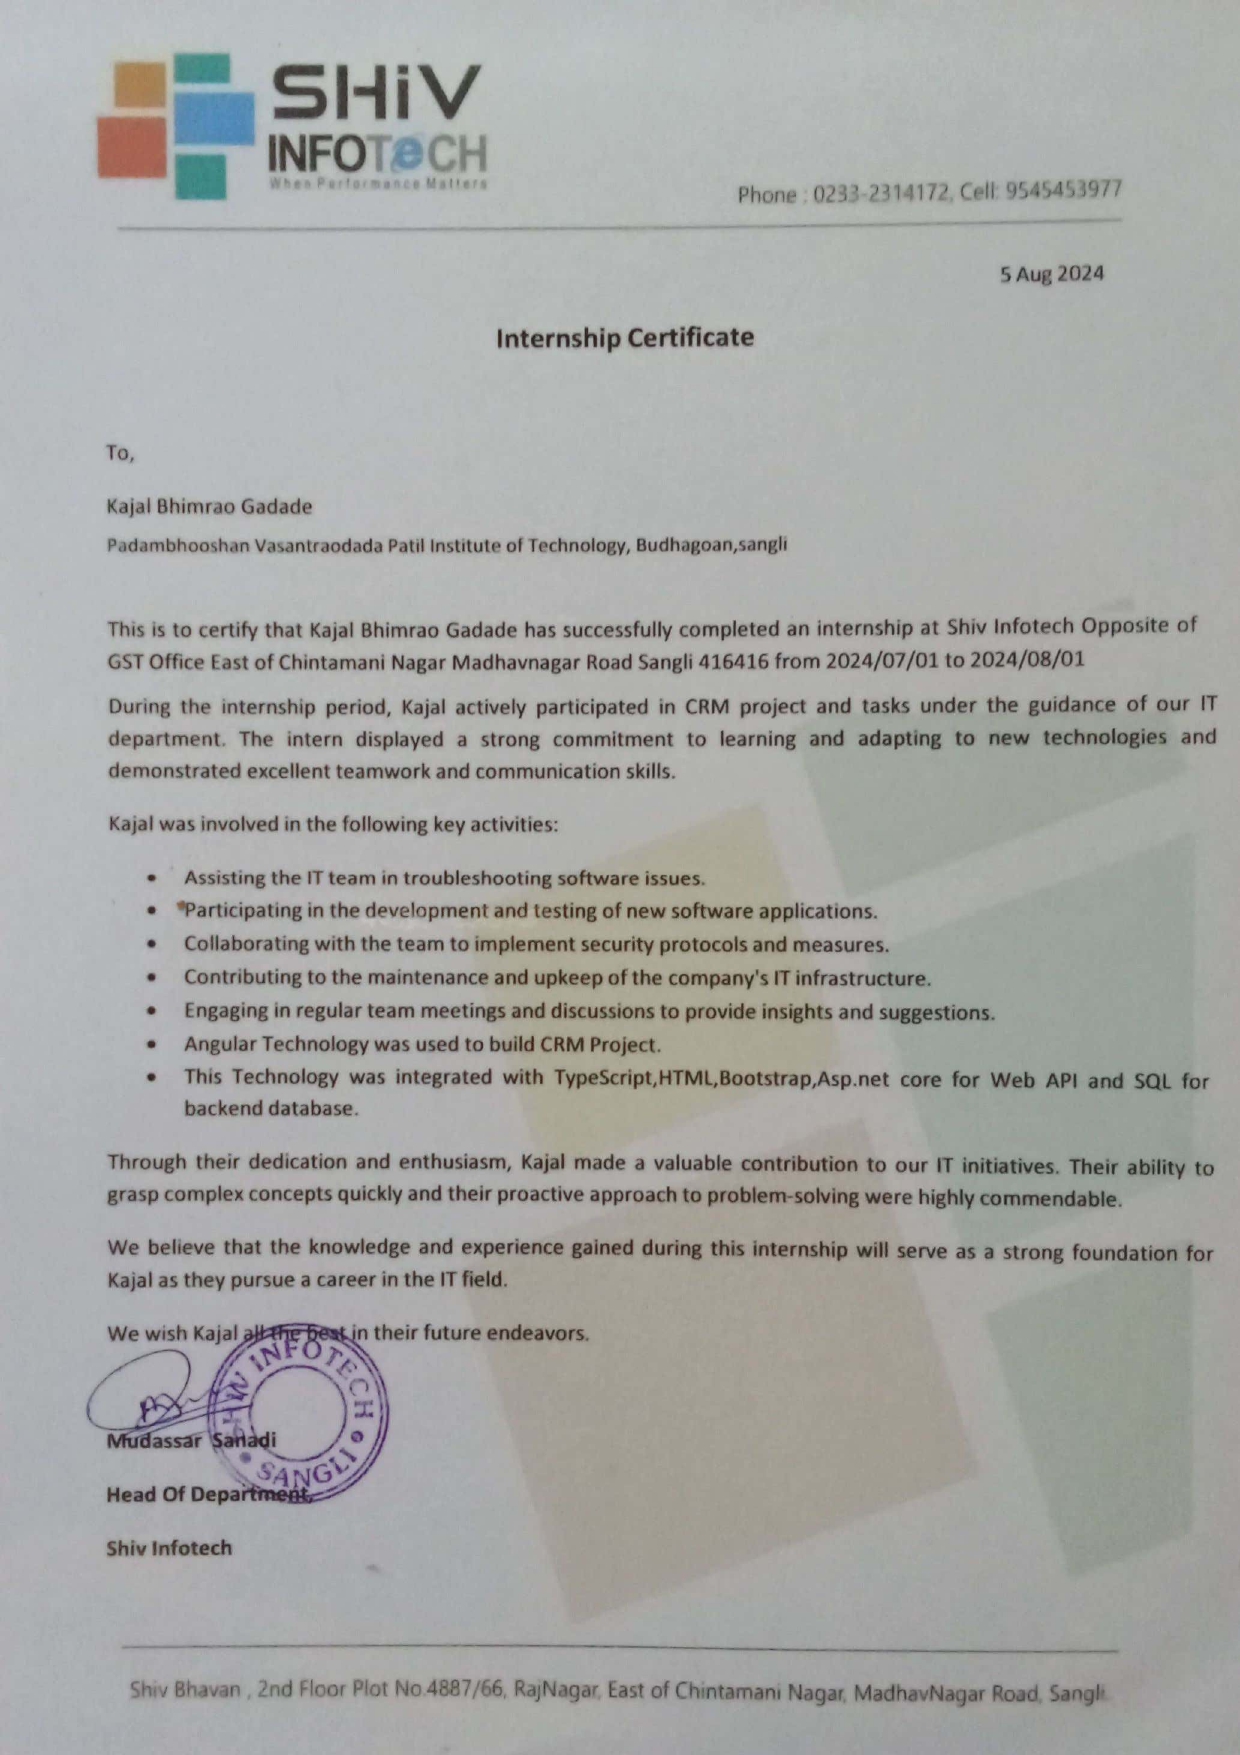 SHiV
INFOTeCH
When Performance Matters
Phone : 0233-2314172, Cell: 9545453977
5 Aug 2024
Internship Certificate
To,
Kajal Bhimrao Gadade
Padambhooshan Vasantraodada Patil Institute of Technology, Budhagoan,sangli
This is to certify that Kajal Bhimrao Gadade has successfully completed an internship at Shiv Infotech Opposite of
GST Office East of Chintamani Nagar Madhavnagar Road Sangli 416416 from 2024/07/01 to 2024/08/01
During the internship period, Kajal actively participated in CRM project and tasks under the guidance of our IT
department. The intern displayed a strong commitment to learning and adapting to new technologies and
demonstrated excellent teamwork and communication skills.
Kajal was involved in the following key activities:
• Assisting the IT team in troubleshooting software issues.
• Participating in the development and testing of new software applications.
• Collaborating with the team to implement security protocols and measures.
• Contributing to the maintenance and upkeep of the company's IT infrastructure.
• Engaging in regular team meetings and discussions to provide insights and suggestions.
• Angular Technology was used to build CRM Project.
• This Technology was integrated with TypeScript,HTML,Bootstrap,Asp.net core for Web API and SQL for
backend database.
Through their dedication and enthusiasm, Kajal made a valuable contribution to our IT initiatives. Their ability to
grasp complex concepts quickly and their proactive approach to problem-solving were highly commendable.
We believe that the knowledge and experience gained during this internship will serve as a strong foundation for
Kajal as they pursue a career in the IT field.
We wish Kajal all the best in their future endeavors.
INFOTECH
SANGLI
Mudassar Sanadi
Head Of Department,
Shiv Infotech
Shiv Bhavan , 2nd Floor Plot No.4887/66, RajNagar, East of Chintamani Nagar, MadhavNagar Road, Sangli